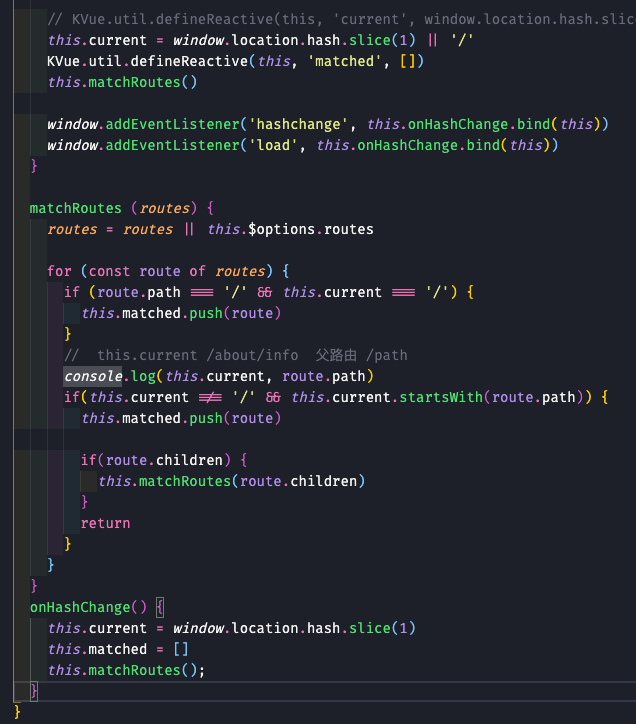 // KVue.util.defineReactive(this, 'current', window.location.hash.slic
this.current = window.location.hash.slice(1) || '/'
KVue.util.defineReactive(this, 'matched', [])
this.matchRoutes()
window.addEventListener('hashchange', this.onHashChange.bind(this))
window.addEventListener('load', this.onHashChange.bind(this))
}
matchRoutes (routes) {
routes = routes || this.$options.routes
for (const route of routes) {
if (route.path === '/' && this.current === '/') {
this.matched.push(route)
}
// this.current /about/info 父路由 /path
console.log(this.current, route.path)
if(this.current !== '/' && this.current.startsWith(route.path)) {
this.matched.push(route)
if(route.children) {
this.matchRoutes(route.children)
}
return
}
}
}
onHashChange() {
this.current = window.location.hash.slice(1)
this.matched = []
this.matchRoutes();
}
}